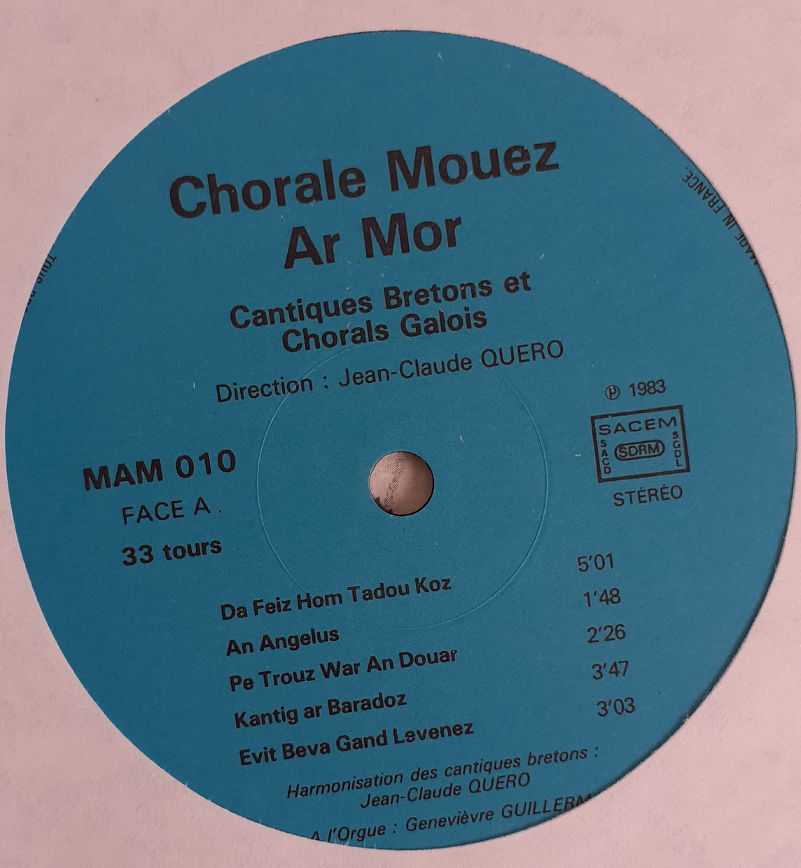 Chorale Mouez
Ar Mor
Cantiques Bretons et
Chorals Galois
Direction : Jean-Claude QUERO
MADE IN FRANCE
℗ 1983
SACEM
SACD
SDRM
SGDL
STÉRÉO
MAM 010
FACE A
33 tours
Da Feiz Hom Tadou Koz 5'01
An Angelus 1'48
Pe Trouz War An Douar 2'26
Kantig ar Baradoz 3'47
Evit Beva Gand Levenez 3'03
Harmonisation des cantiques bretons :
Jean-Claude QUERO
A l'Orgue : Geneviève GUILLERM